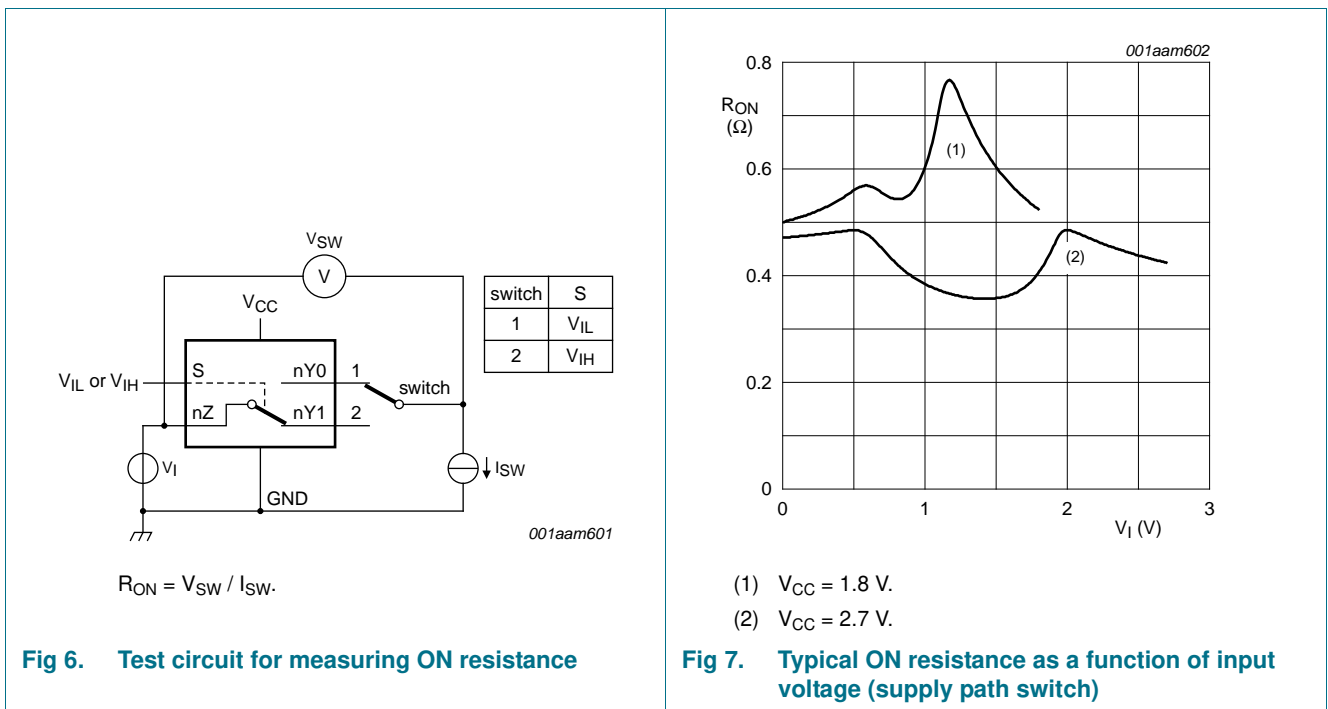 VSW
V
VCC
switch S
1 VIL
2 VIH
VIL or VIH
S
nY0
1
switch
nZ
nY1
2
VI
ISW
GND
001aam601
RON = VSW / ISW.
Fig 6. Test circuit for measuring ON resistance
001aam602
0.8
RON
(Ω)
(1)
0.6
0.4
(2)
0.2
0
0 1 2 3
VI (V)
(1) VCC = 1.8 V.
(2) VCC = 2.7 V.
Fig 7. Typical ON resistance as a function of input
voltage (supply path switch)